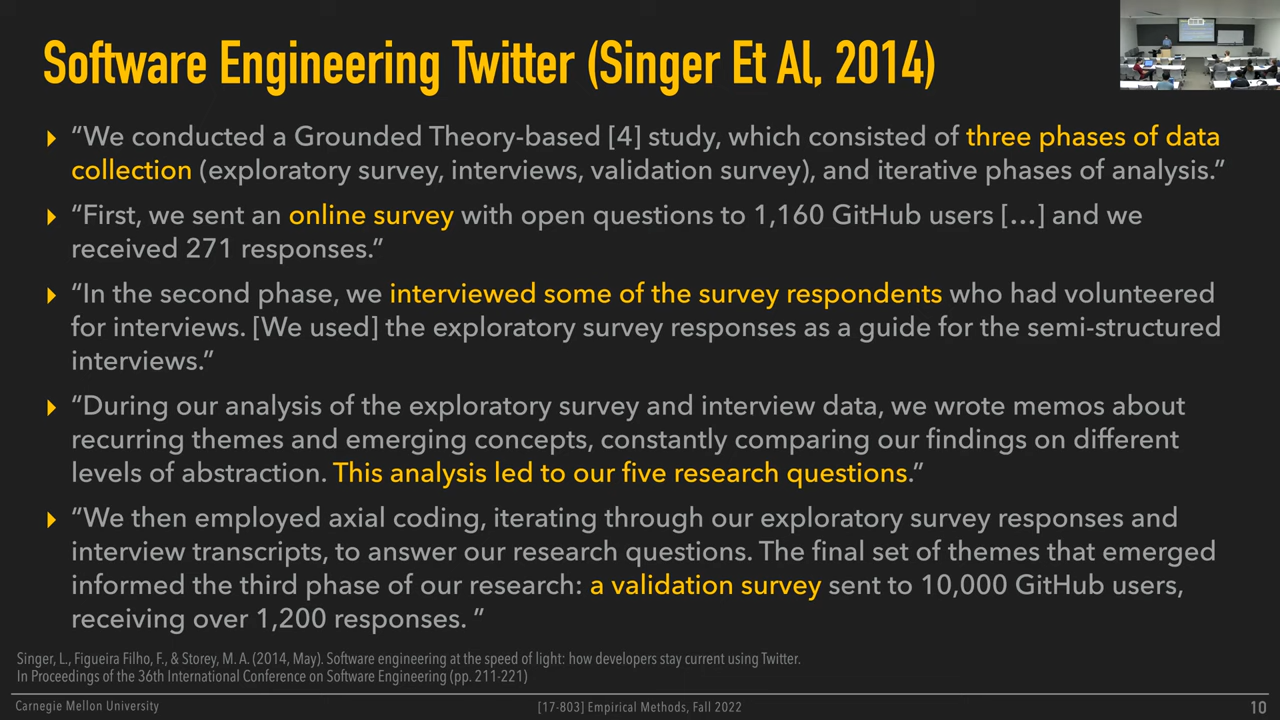 Software Engineering Twitter (Singer Et Al, 2014)
“We conducted a Grounded Theory-based [4] study, which consisted of three phases of data
collection (exploratory survey, interviews, validation survey), and iterative phases of analysis.”
“First, we sent an online survey with open questions to 1,160 GitHub users […] and we
received 271 responses.”
“In the second phase, we interviewed some of the survey respondents who had volunteered
for interviews. [We used] the exploratory survey responses as a guide for the semi-structured
interviews.”
“During our analysis of the exploratory survey and interview data, we wrote memos about
recurring themes and emerging concepts, constantly comparing our findings on different
levels of abstraction. This analysis led to our five research questions.”
“We then employed axial coding, iterating through our exploratory survey responses and
interview transcripts, to answer our research questions. The final set of themes that emerged
informed the third phase of our research: a validation survey sent to 10,000 GitHub users,
receiving over 1,200 responses. ”
Singer, L., Figueira Filho, F., & Storey, M. A. (2014, May). Software engineering at the speed of light: how developers stay current using Twitter.
In Proceedings of the 36th International Conference on Software Engineering (pp. 211-221)
Carnegie Mellon University
[17-803] Empirical Methods, Fall 2022
10